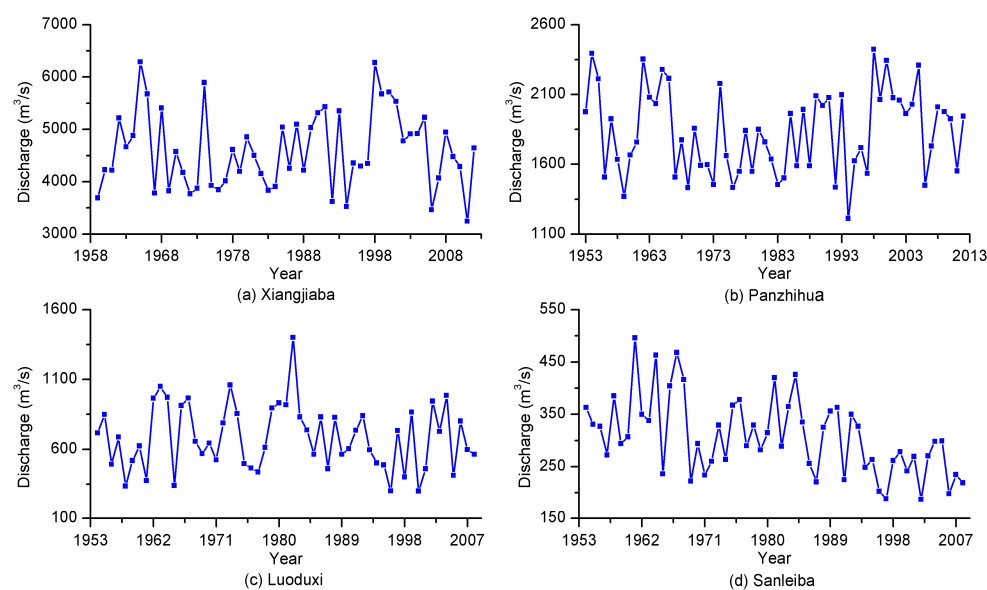 7000
6000
5000
4000
3000
Discharge (m³/s)
1958 1968 1978 1988 1998 2008
Year
(a) Xiangjiaba
2600
2100
1600
1100
Discharge (m³/s)
1953 1963 1973 1983 1993 2003 2013
Year
(b) Panzhihua
1600
1100
600
100
Discharge (m³/s)
1953 1962 1971 1980 1989 1998 2007
Year
(c) Luoduxi
550
450
350
250
150
Discharge (m³/s)
1953 1962 1971 1980 1989 1998 2007
Year
(d) Sanleiba